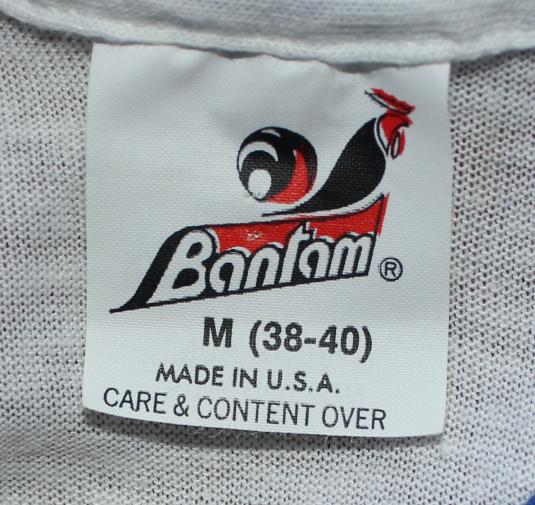 Bantam®
M (38-40)
MADE IN U.S.A.
CARE & CONTENT OVER